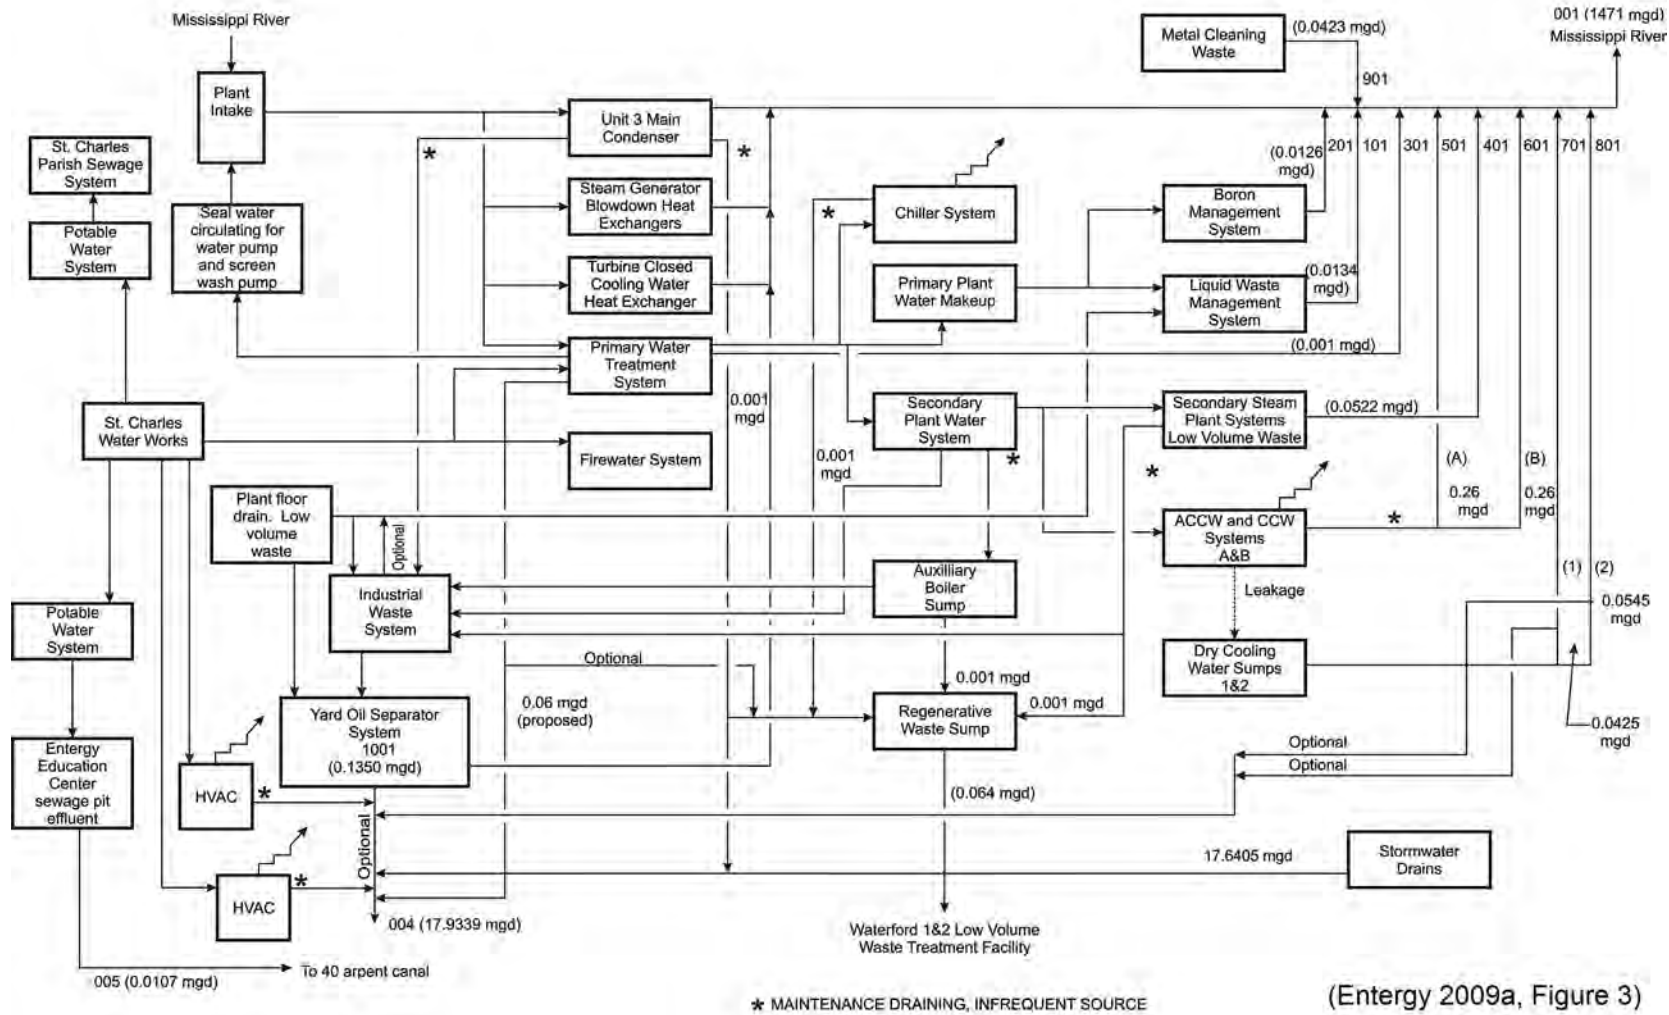 Mississippi River
Plant
Intake
St. Charles
Parish Sewage
System
Potable
Water
System
Seal water
circulating for
water pump
and screen
wash pump
Unit 3 Main
Condenser
*
*
Steam Generator
Blowdown Heat
Exchangers
Turbine Closed
Cooling Water
Heat Exchanger
Primary Water
Treatment
System
St. Charles
Water Works
Firewater System
Plant floor
drain. Low
volume
waste
Optional
Industrial
Waste
System
Potable
Water
System
Entergy
Education
Center
sewage pit
effluent
Yard Oil Separator
System
1001
(0.1350 mgd)
HVAC
*
HVAC
*
Optional
004 (17.9339 mgd)
005 (0.0107 mgd)
To 40 arpent canal
Metal Cleaning
Waste
(0.0423 mgd)
901
001 (1471 mgd)
Mississippi River
201
101
301
501
401
601
701
801
(0.0126
mgd)
Chiller System
*
Boron
Management
System
Primary Plant
Water Makeup
Liquid Waste
Management
System
(0.0134
mgd)
(0.001 mgd)
0.001
mgd
Secondary
Plant Water
System
*
0.001
mgd
Secondary Steam
Plant Systems
Low Volume Waste
(0.0522 mgd)
*
(A)
0.26
mgd
(B)
0.26
mgd
ACCW and CCW
Systems
A&B
*
Leakage
Auxilliary
Boiler
Sump
(1)
(2)
0.0545
mgd
Dry Cooling
Water Sumps
1&2
0.0425
mgd
Optional
0.06 mgd
(proposed)
0.001 mgd
0.001 mgd
Regenerative
Waste Sump
(0.064 mgd)
Optional
Optional
17.6405 mgd
Stormwater
Drains
Waterford 1&2 Low Volume
Waste Treatment Facility
* MAINTENANCE DRAINING, INFREQUENT SOURCE
(Entergy 2009a, Figure 3)